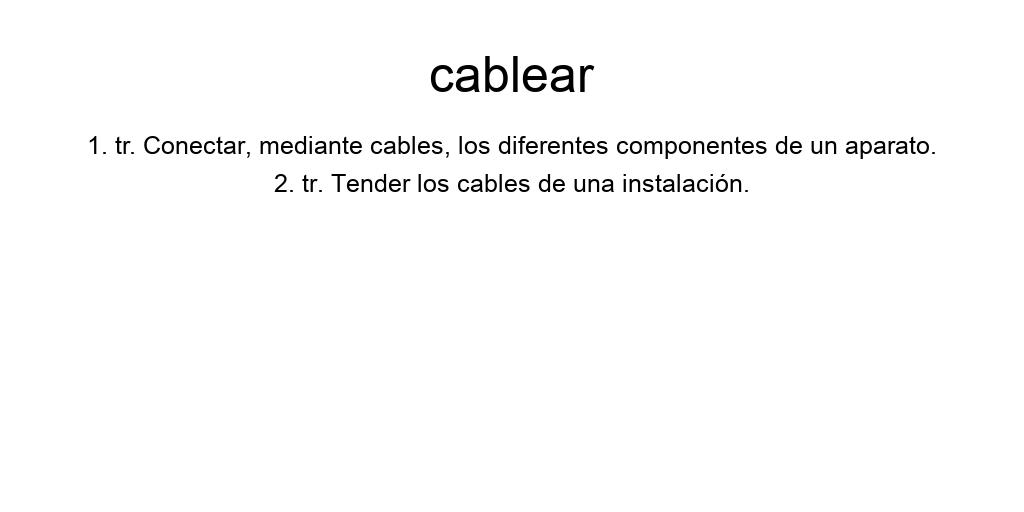 cablear
1. tr. Conectar, mediante cables, los diferentes componentes de un aparato.
2. tr. Tender los cables de una instalación.